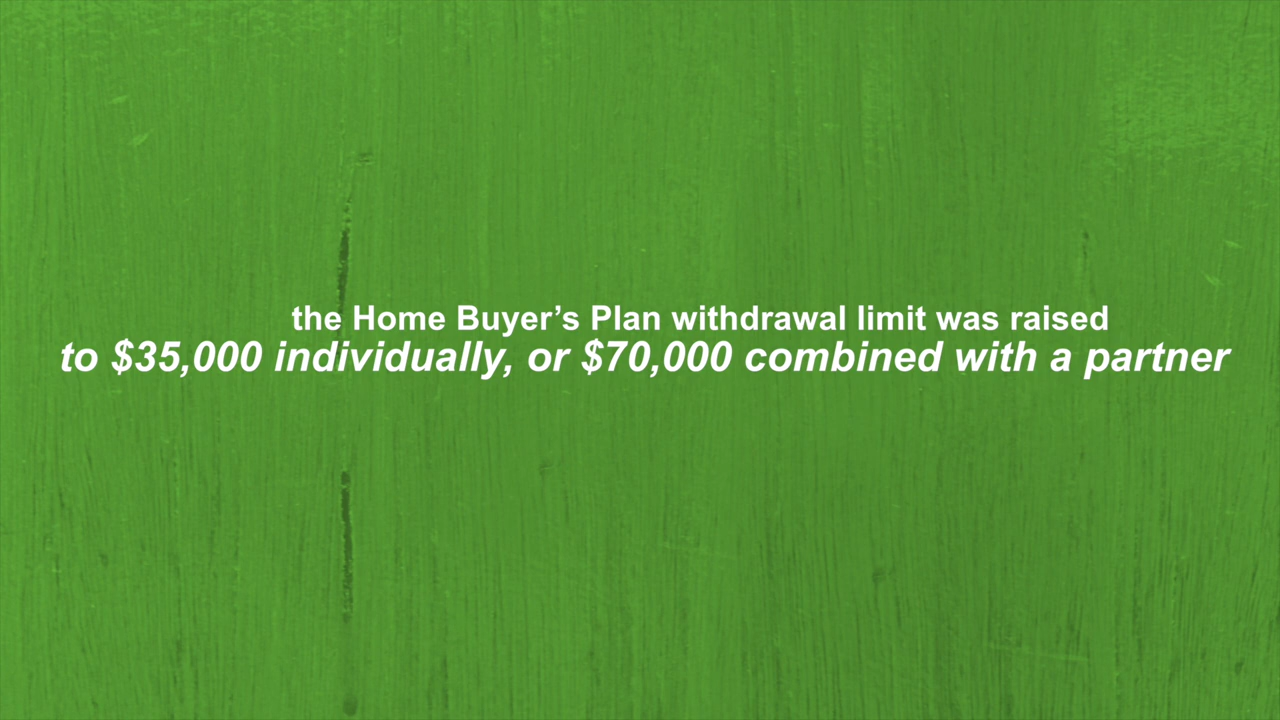 the Home Buyer’s Plan withdrawal limit was raised
to $35,000 individually, or $70,000 combined with a partner